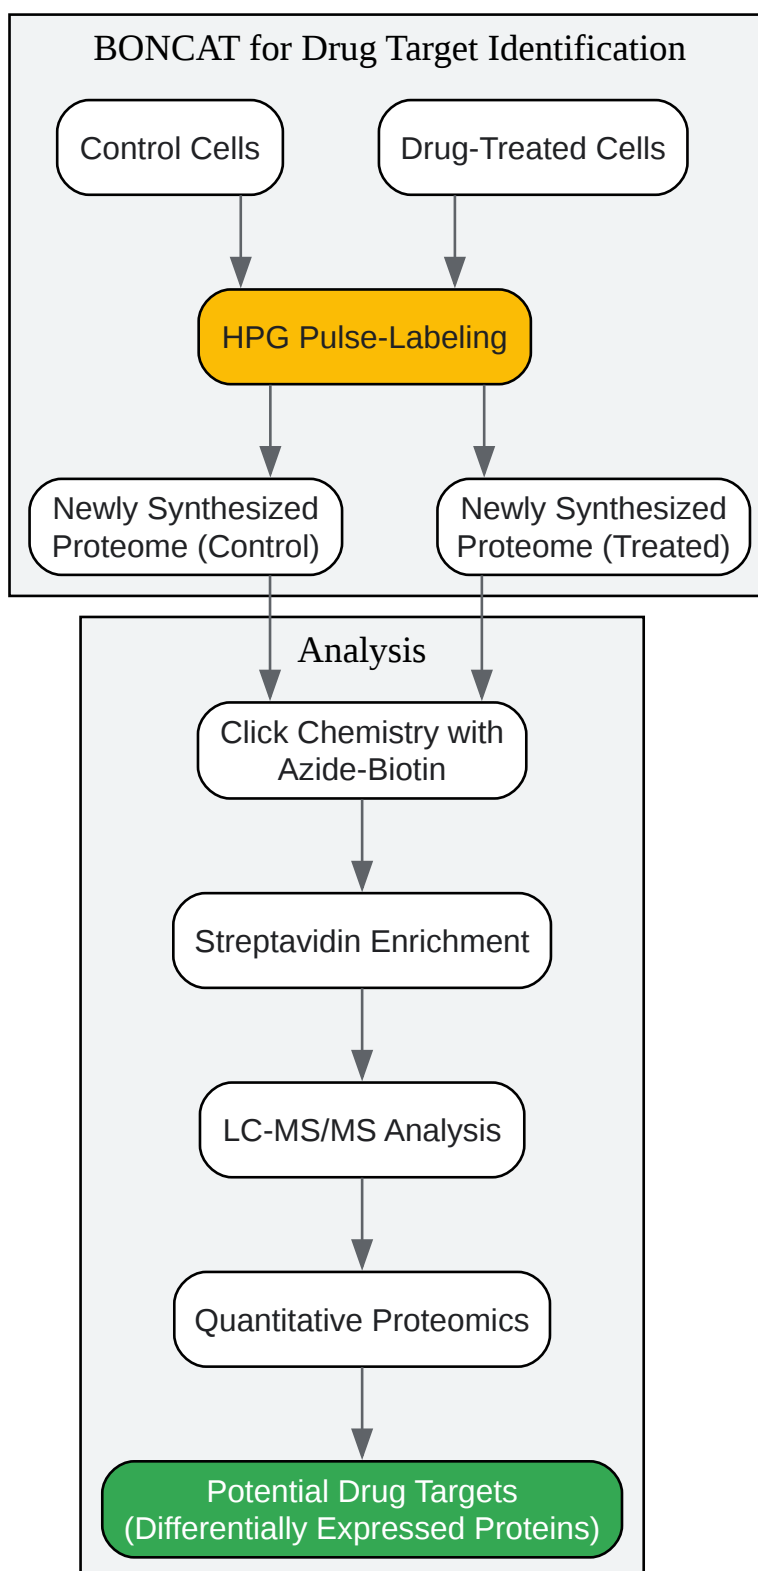 BONCAT for Drug Target Identification
Control Cells
Drug-Treated Cells
HPG Pulse-Labeling
Newly Synthesized
Proteome (Control)
Newly Synthesized
Proteome (Treated)
Analysis
Click Chemistry with
Azide-Biotin
Streptavidin Enrichment
LC-MS/MS Analysis
Quantitative Proteomics
Potential Drug Targets
(Differentially Expressed Proteins)